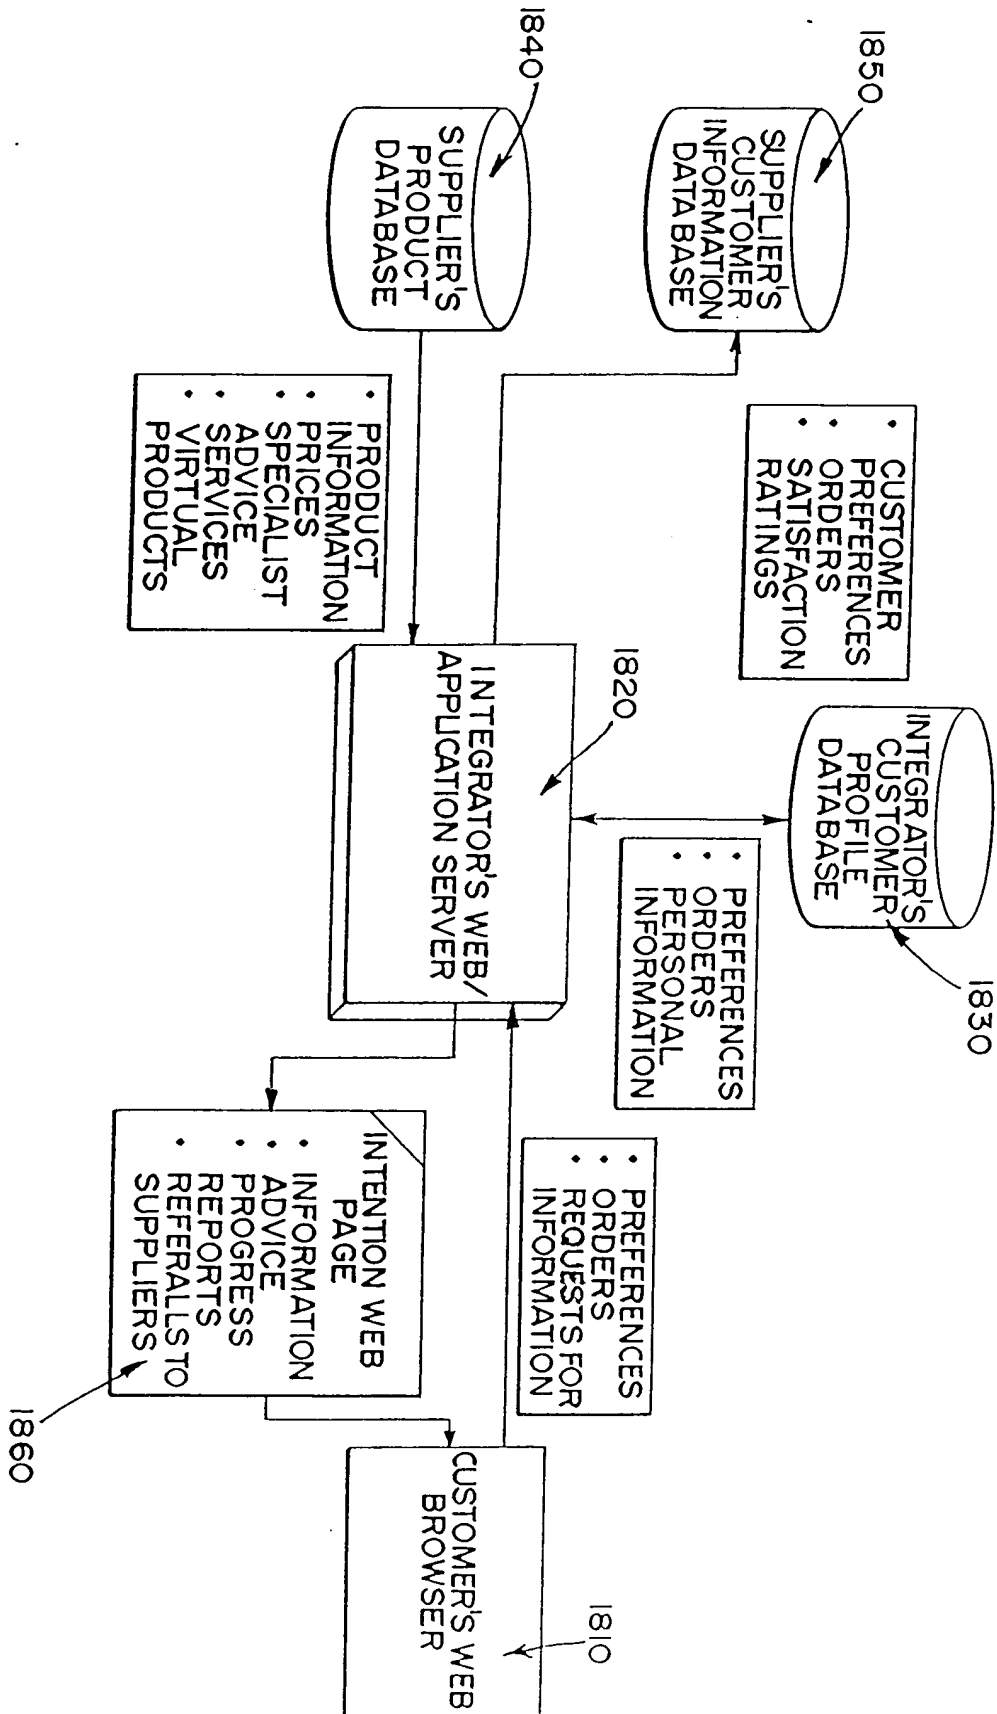 1850
SUPPLIER'S
CUSTOMER
INFORMATION
DATABASE
• CUSTOMER
PREFERENCES
• ORDERS
• SATISFACTION
RATINGS
INTEGRATOR'S
CUSTOMER
PROFILE
DATABASE
1830
• PREFERENCES
• ORDERS
• PERSONAL
INFORMATION
1840
SUPPLIER'S
PRODUCT
DATABASE
• PRODUCT
INFORMATION
• PRICES
• SPECIALIST
ADVICE
• SERVICES
• VIRTUAL
PRODUCTS
1820
INTEGRATOR'S WEB/
APPLICATION SERVER
• PREFERENCES
• ORDERS
• REQUESTS FOR
INFORMATION
INTENTION WEB
PAGE
• INFORMATION
• ADVICE
• PROGRESS
REPORTS
• REFERALLS TO
SUPPLIERS
1860
1810
CUSTOMER'S WEB
BROWSER